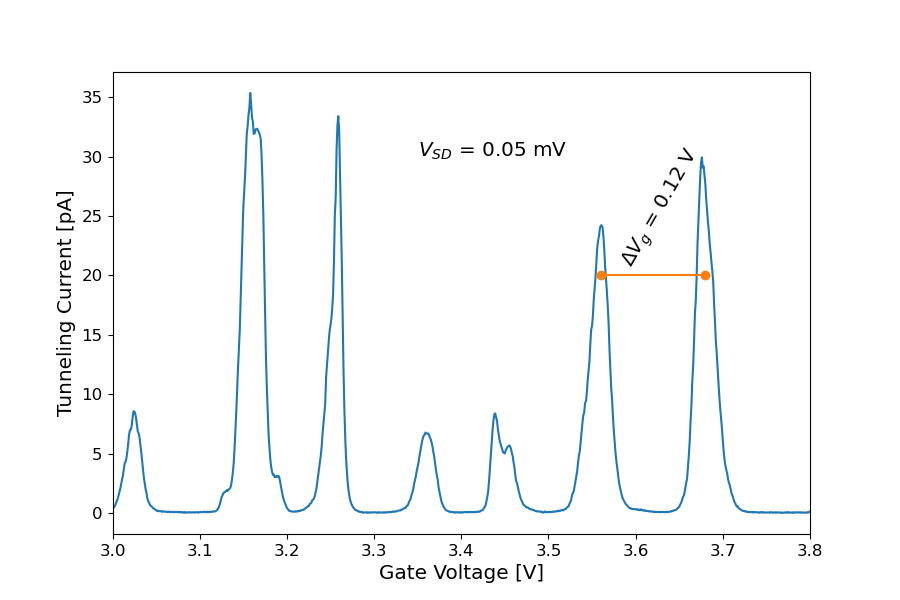 35
30
25
20
15
10
5
0
Tunneling Current [pA]
V_SD = 0.05 mV
ΔV_g = 0.12 V
3.0 3.1 3.2 3.3 3.4 3.5 3.6 3.7 3.8
Gate Voltage [V]